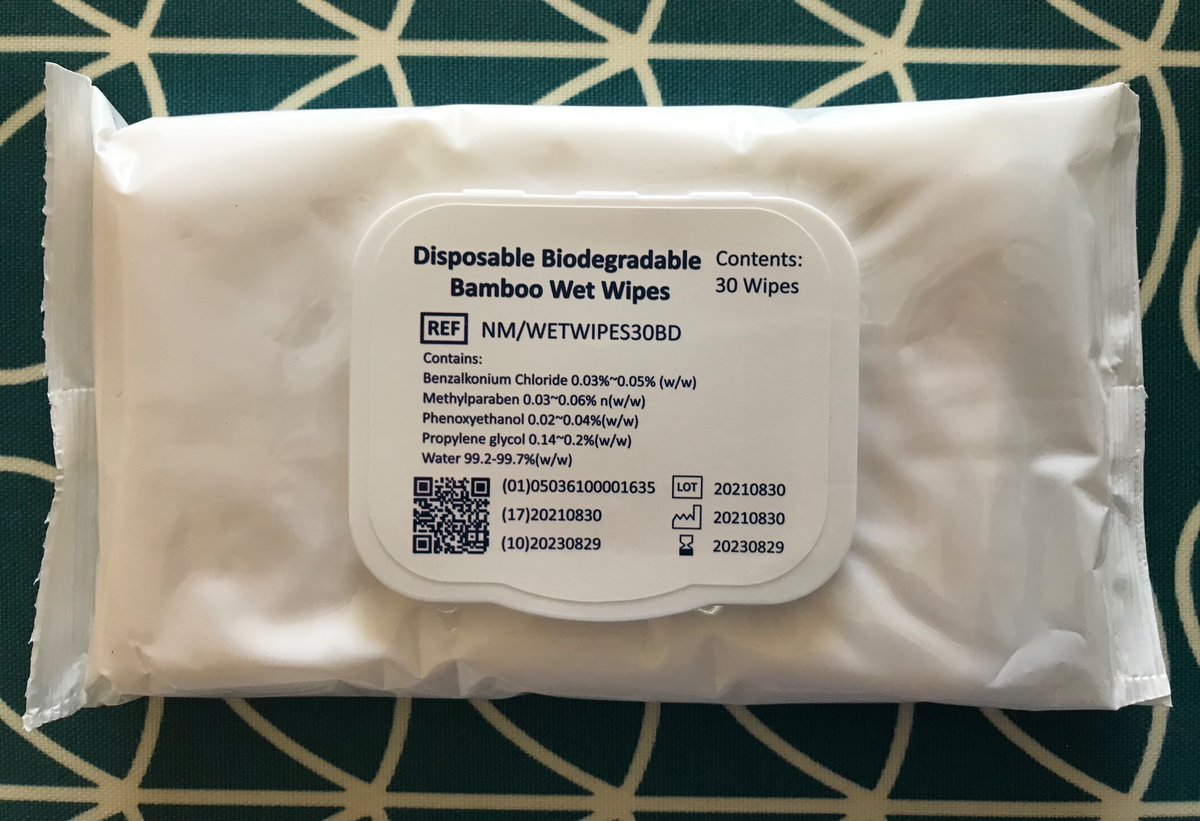 Disposable Biodegradable
Bamboo Wet Wipes
Contents:
30 Wipes
REF NM/WETWIPES30BD
Contains:
Benzalkonium Chloride 0.03%~0.05% (w/w)
Methylparaben 0.03~0.06% n(w/w)
Phenoxyethanol 0.02~0.04%(w/w)
Propylene glycol 0.14~0.2%(w/w)
Water 99.2-99.7%(w/w)
(01)05036100001635
(17)20210830
(10)20230829
LOT 20210830
20210830
20230829